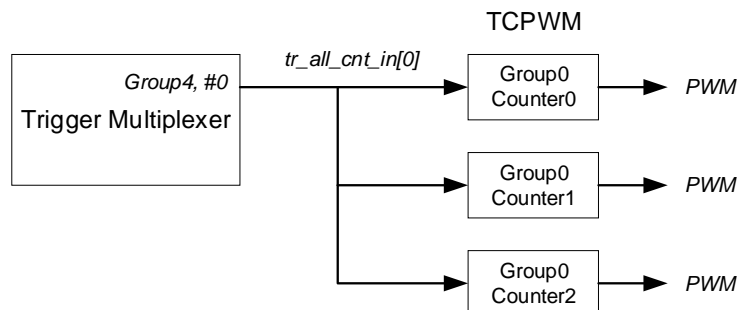 TCPWM
Group4, #0
Trigger Multiplexer
tr_all_cnt_in[0]
Group0
Counter0
PWM
Group0
Counter1
PWM
Group0
Counter2
PWM